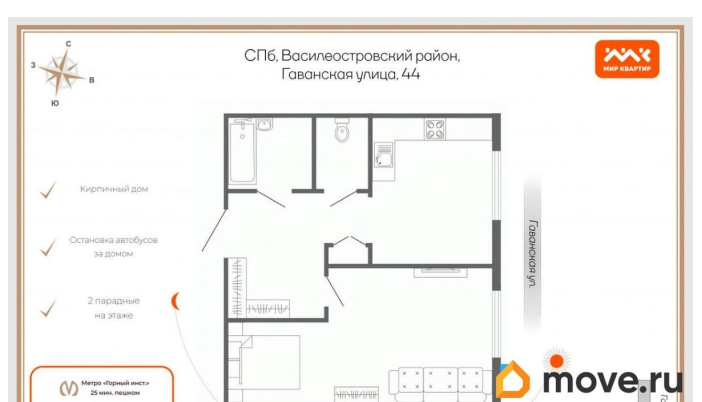 СПб, Василеостровский район,
Гаванская улица, 44
МИР КВАРТИР
С
З
В
Ю
Кирпичный дом
Остановка автобусов
за домом
2 парадные
на этаже
Метро «Горный инст.»
25 мин. пешком
Гаванская ул.
move.ru